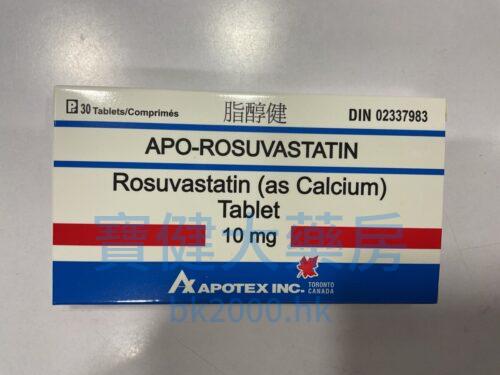 P 30 Tablets/Comprimés
脂醇健
DIN 02337983
APO-ROSUVASTATIN
Rosuvastatin (as Calcium)
Tablet
10 mg
寶健大藥房
APOTEX INC.
TORONTO
CANADA
bk2000.hk